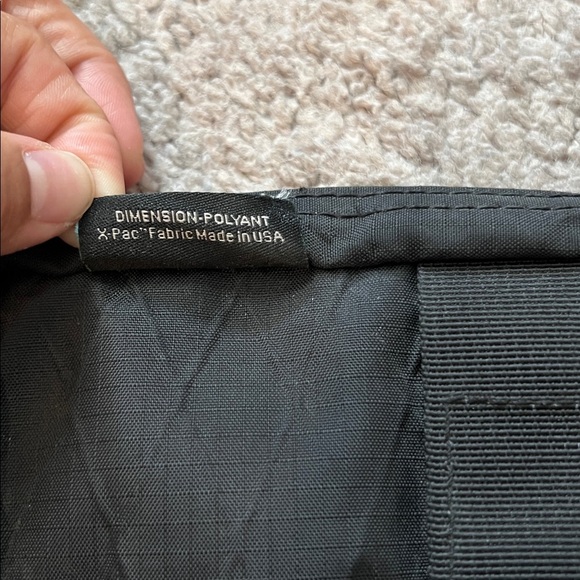 DIMENSION-POLYANT
X-Pac™ Fabric Made in USA